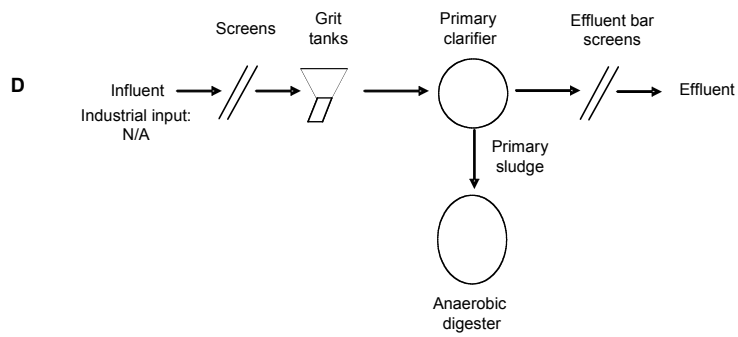 D
Influent
Industrial input:
N/A
Screens
Grit
tanks
Primary
clarifier
Effluent bar
screens
Effluent
Primary
sludge
Anaerobic
digester